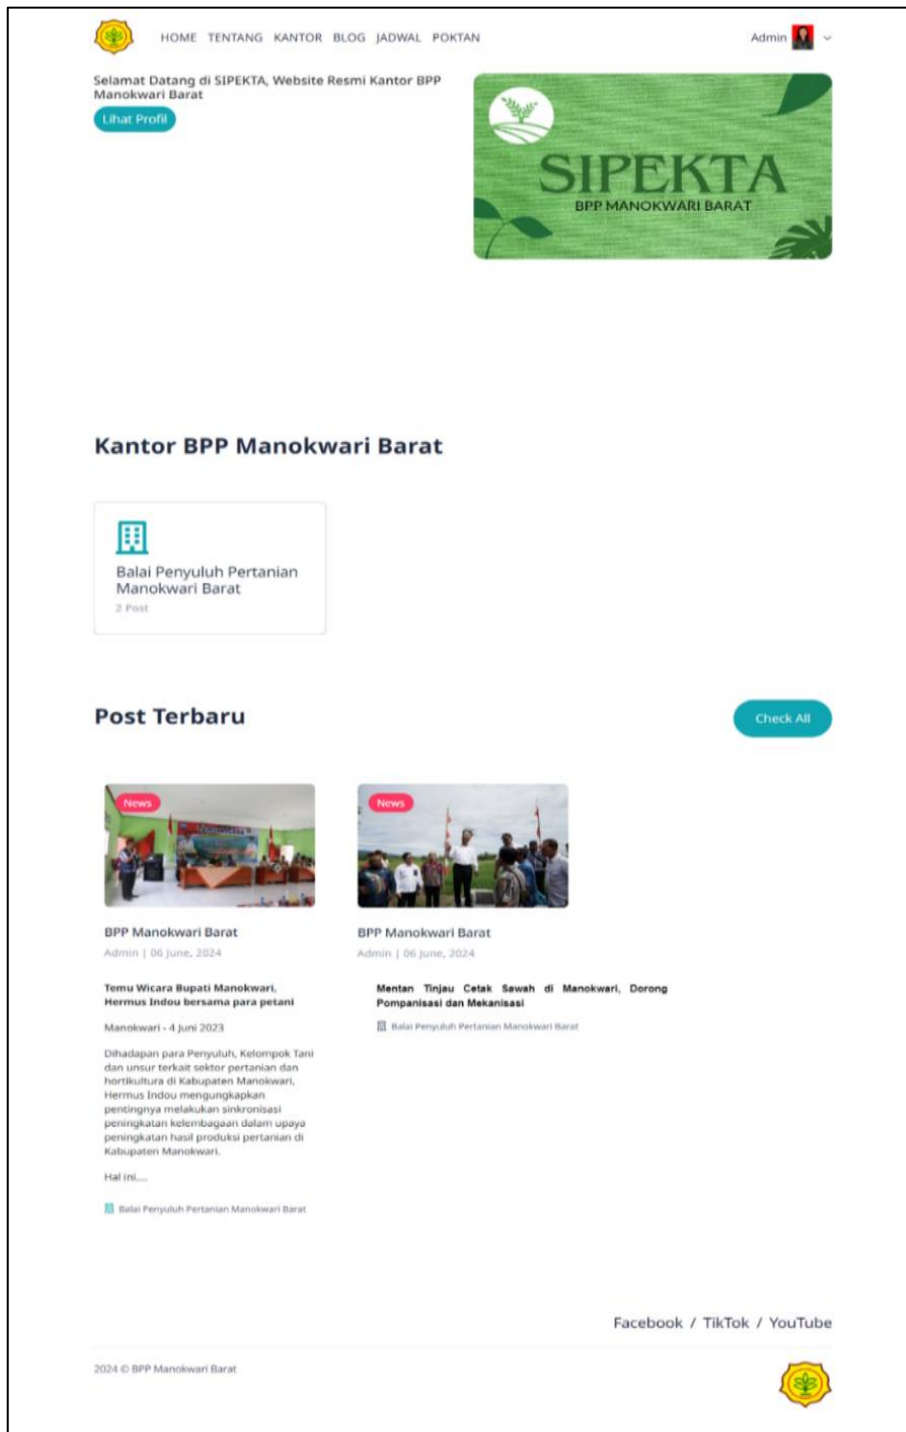 HOME TENTANG KANTOR BLOG JADWAL POKTAN
Admin
Selamat Datang di SIPEKTA, Website Resmi Kantor BPP
Manokwari Barat
Lihat Profil
SIPEKTA
BPP MANOKWARI BARAT
Kantor BPP Manokwari Barat
Balai Penyuluh Pertanian
Manokwari Barat
2 Post
Post Terbaru
Check All
News
BPP Manokwari Barat
Admin | 06 June, 2024
Temu Wicara Bupati Manokwari,
Hermus Indou bersama para petani
Manokwari - 4 Juni 2023
Dihadapan para Penyuluh, Kelompok Tani
dan unsur terkait sektor pertanian dan
hortikultura di Kabupaten Manokwari,
Hermus Indou mengungkapkan
pentingnya melakukan sinkronisasi
peningkatan kelembagaan dalam upaya
peningkatan hasil produksi pertanian di
Kabupaten Manokwari.
Hal ini....
Balai Penyuluh Pertanian Manokwari Barat
News
BPP Manokwari Barat
Admin | 06 June, 2024
Mentan Tinjau Cetak Sawah di Manokwari, Dorong
Pompanisasi dan Mekanisasi
Balai Penyuluh Pertanian Manokwari Barat
Facebook / TikTok / YouTube
2024 © BPP Manokwari Barat